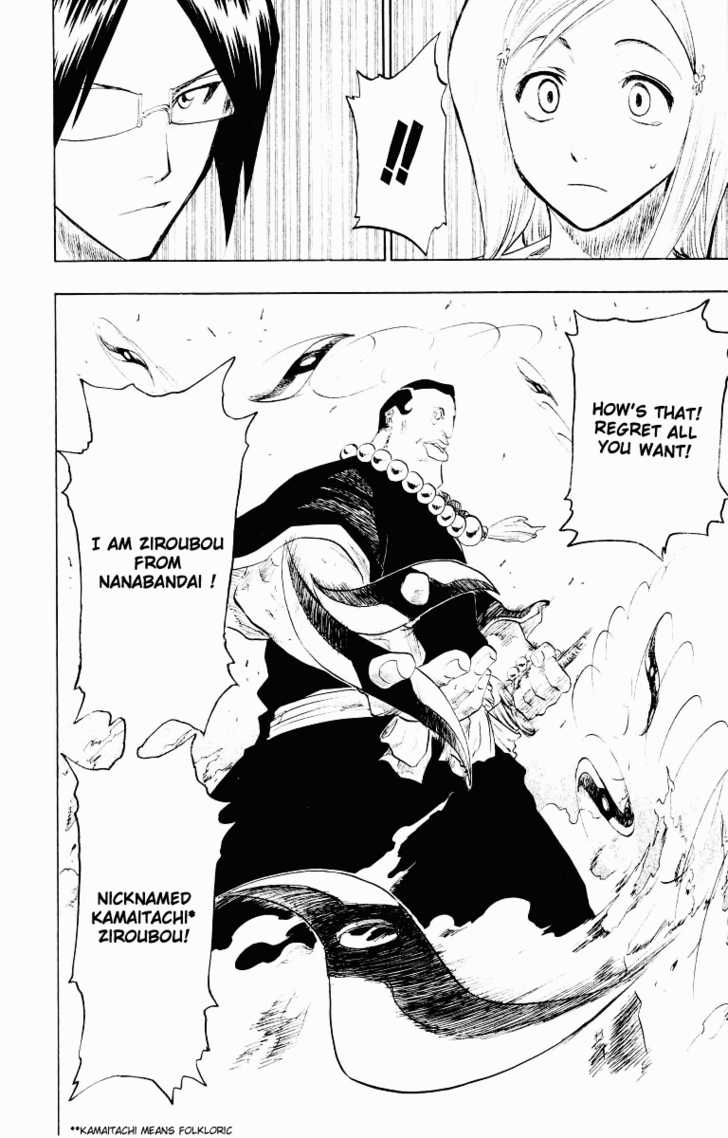 !!
HOW'S THAT!
REGRET ALL
YOU WANT!
I AM ZIROUBOU
FROM
NANABANDAI !
NICKNAMED
KAMAITACHI*
ZIROUBOU!
**KAMAITACHI MEANS FOLKLORIC